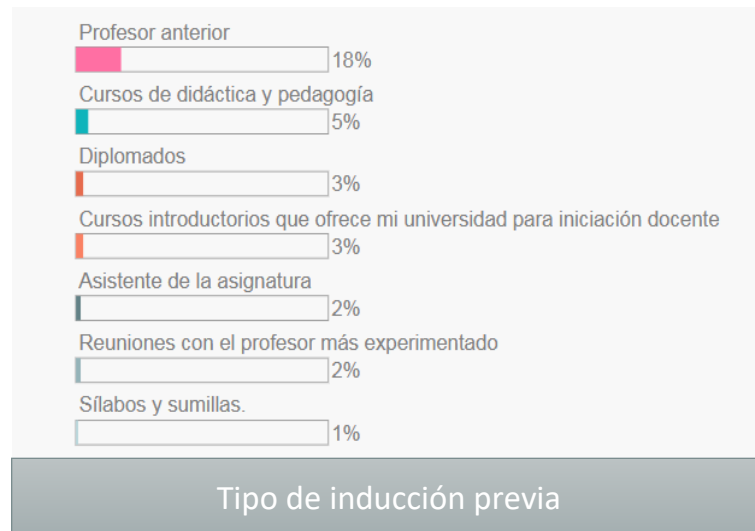 Profesor anterior
18%
Cursos de didáctica y pedagogía
5%
Diplomados
3%
Cursos introductorios que ofrece mi universidad para iniciación docente
3%
Asistente de la asignatura
2%
Reuniones con el profesor más experimentado
2%
Sílabos y sumillas.
1%
Tipo de inducción previa